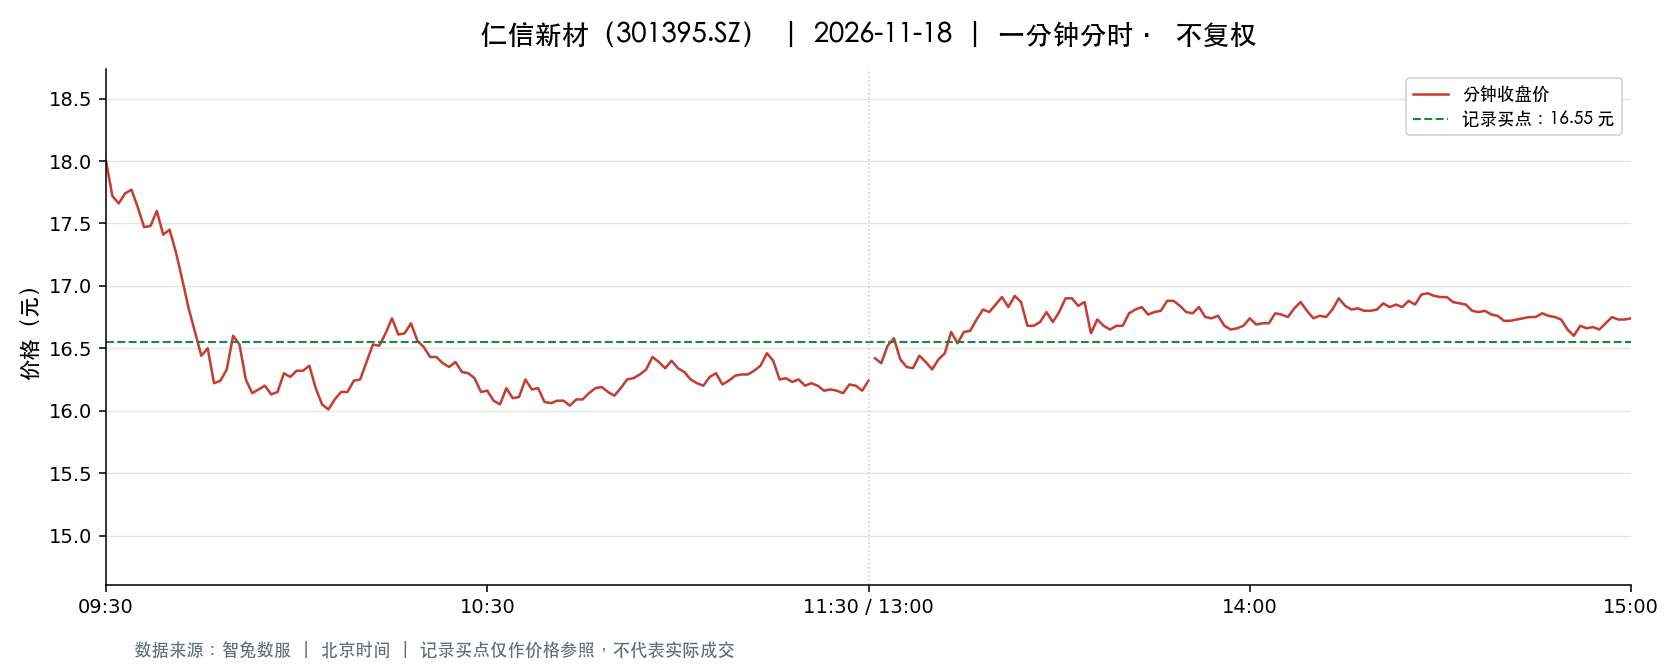 仁信新材（301395.SZ） | 2026-11-18 | 一分钟分时 · 不复权
分钟收盘价
记录买点：16.55 元
价格（元）
18.5
18.0
17.5
17.0
16.5
16.0
15.5
15.0
09:30
10:30
11:30 / 13:00
14:00
15:00
数据来源：智兔数服 | 北京时间 | 记录买点仅作价格参照，不代表实际成交